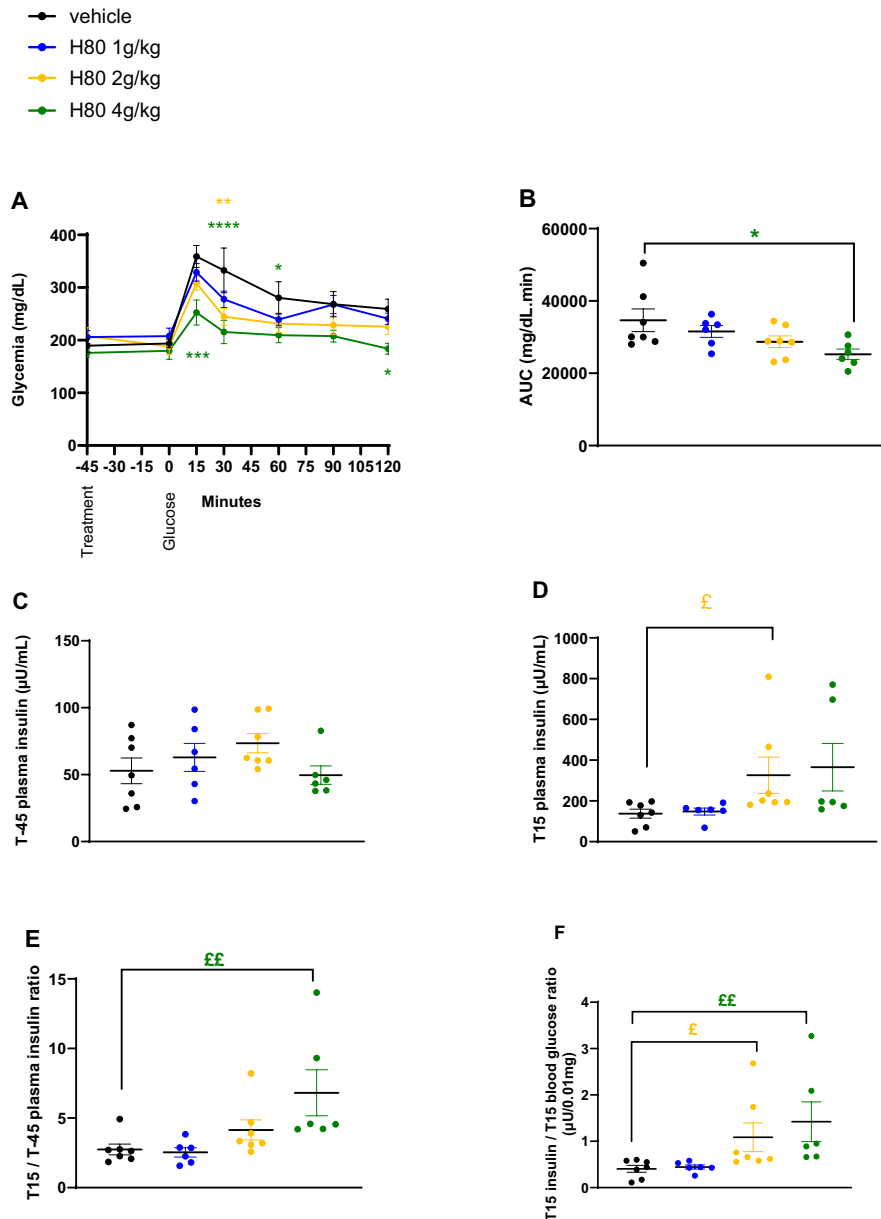 vehicle
H80 1g/kg
H80 2g/kg
H80 4g/kg
A
**
****
*
***
*
Glycemia (mg/dL)
400
300
200
100
0
-45 -30 -15 0 15 30 45 60 75 90 105 120
Minutes
Treatment
Glucose
B
*
AUC (mg/dL.min)
60000
40000
20000
0
C
T-45 plasma insulin (µU/mL)
150
100
50
0
D
£
T15 plasma insulin (µU/mL)
1000
800
600
400
200
0
E
££
T15 / T-45 plasma insulin ratio
15
10
5
0
F
££
£
T15 insulin / T15 blood glucose ratio
(µU/0.01mg)
4
3
2
1
0